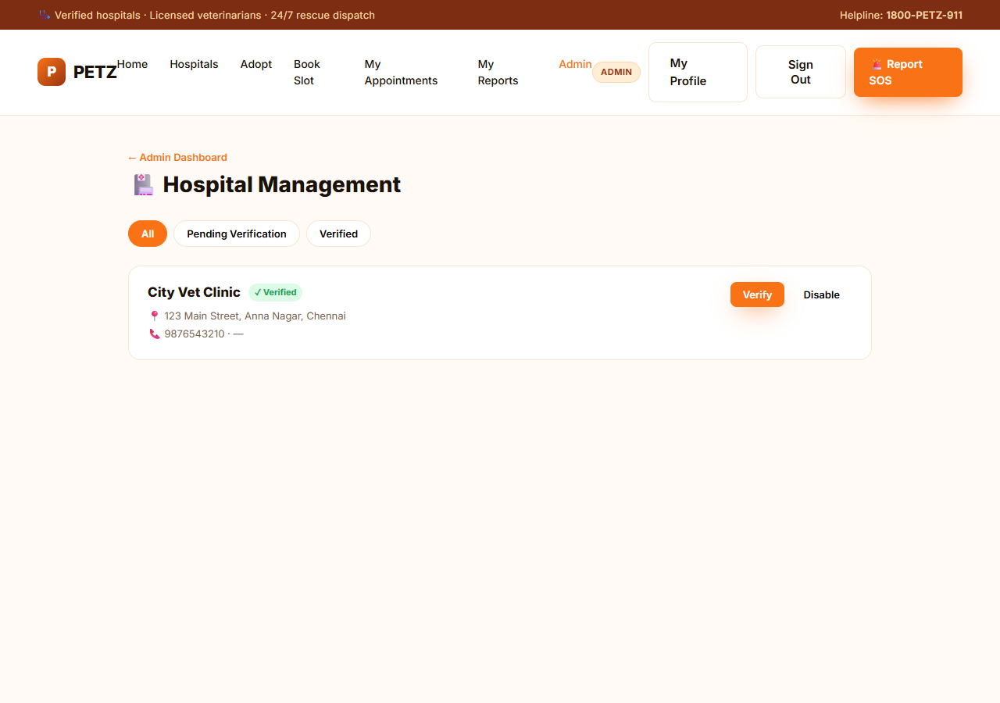 Verified hospitals · Licensed veterinarians · 24/7 rescue dispatch
Helpline: 1800-PETZ-911
P PETZ
Home
Hospitals
Adopt
Book
Slot
My
Appointments
My
Reports
Admin
ADMIN
My
Profile
Sign
Out
Report
SOS
← Admin Dashboard
Hospital Management
All
Pending Verification
Verified
City Vet Clinic
✓ Verified
Verify
Disable
123 Main Street, Anna Nagar, Chennai
9876543210 · —